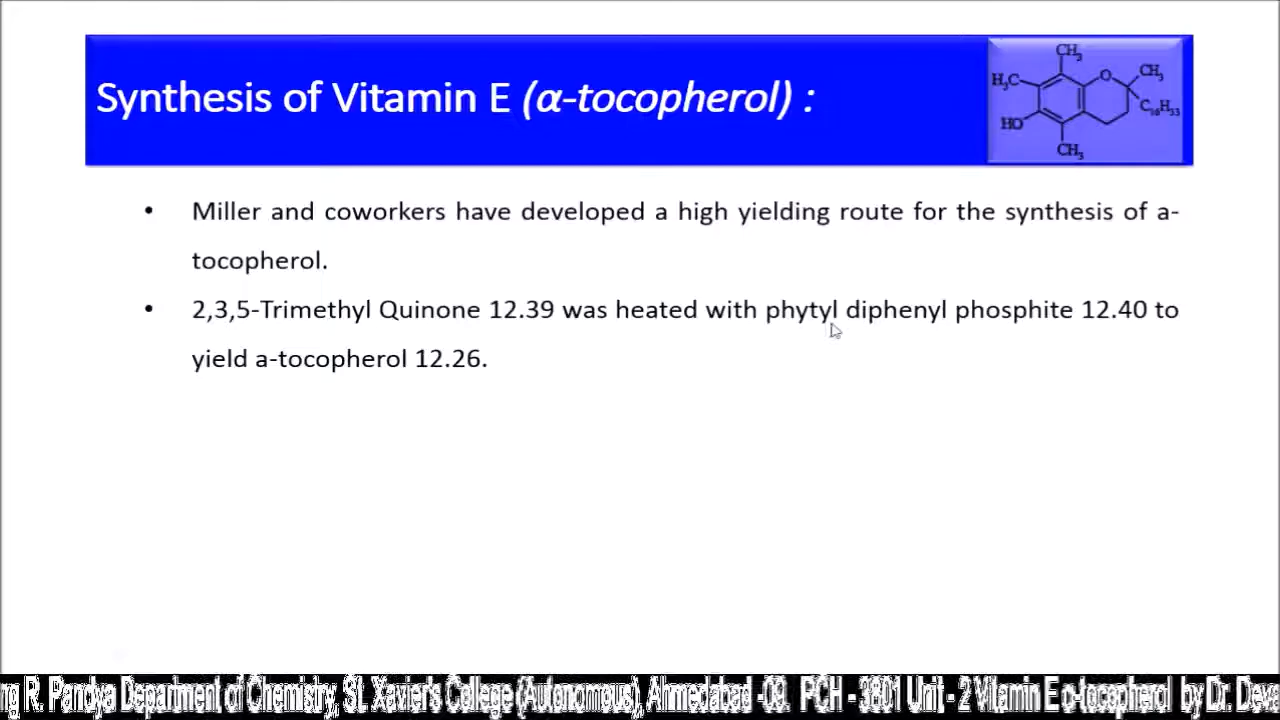 Synthesis of Vitamin E (α-tocopherol) :
CH3
H3C
O
CH3
C16H33
HO
CH3
• Miller and coworkers have developed a high yielding route for the synthesis of a-
tocopherol.
• 2,3,5-Trimethyl Quinone 12.39 was heated with phytyl diphenyl phosphite 12.40 to
yield a-tocopherol 12.26.
ng R. Pandya Department of Chemistry, St. Xavier's College (Autonomous), Ahmedabad -09. PCH - 3801 Unit - 2 Vitamin E α-tocopherol by Dr. Deva